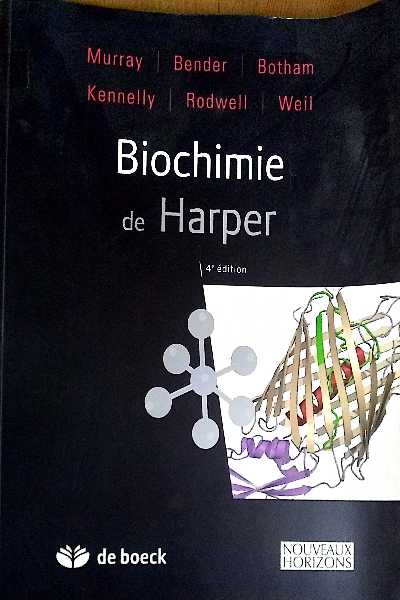 Murray | Bender | Botham
Kennelly | Rodwell | Weil
Biochimie
de Harper
4e édition
de boeck
NOUVEAUX
HORIZONS